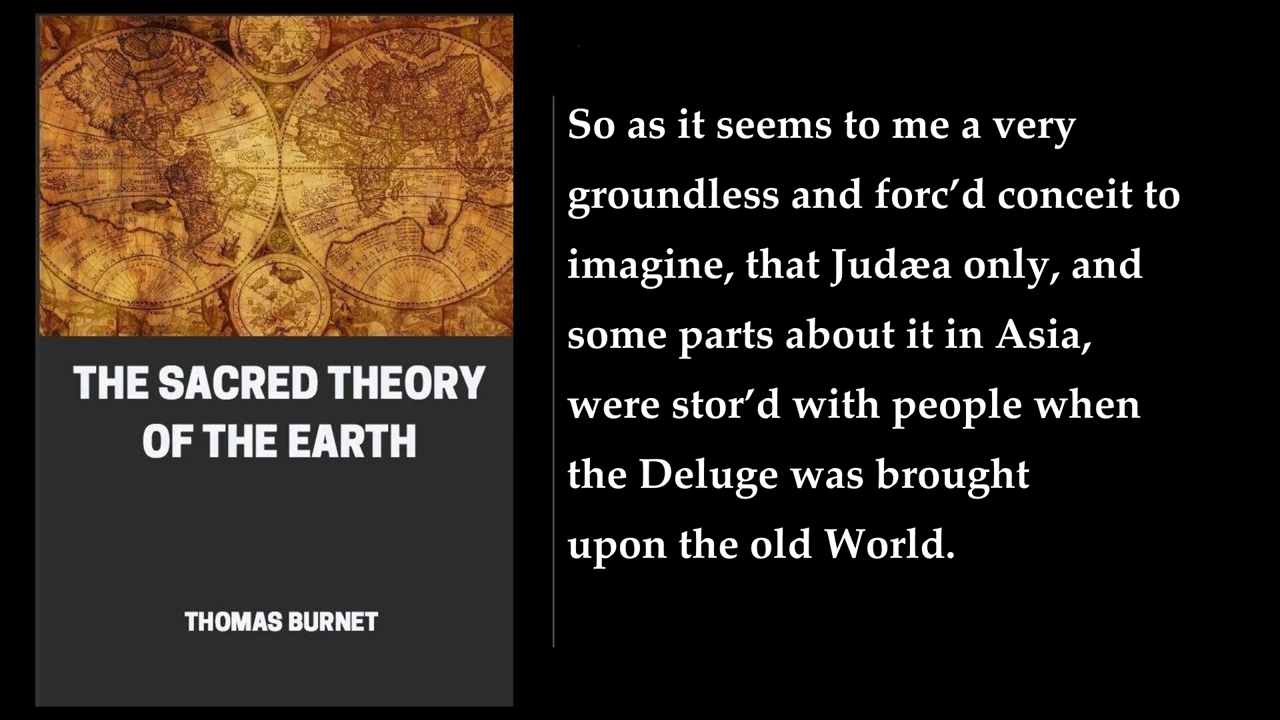 THE SACRED THEORY
OF THE EARTH
THOMAS BURNET
So as it seems to me a very
groundless and forc’d conceit to
imagine, that Judæa only, and
some parts about it in Asia,
were stor’d with people when
the Deluge was brought
upon the old World.